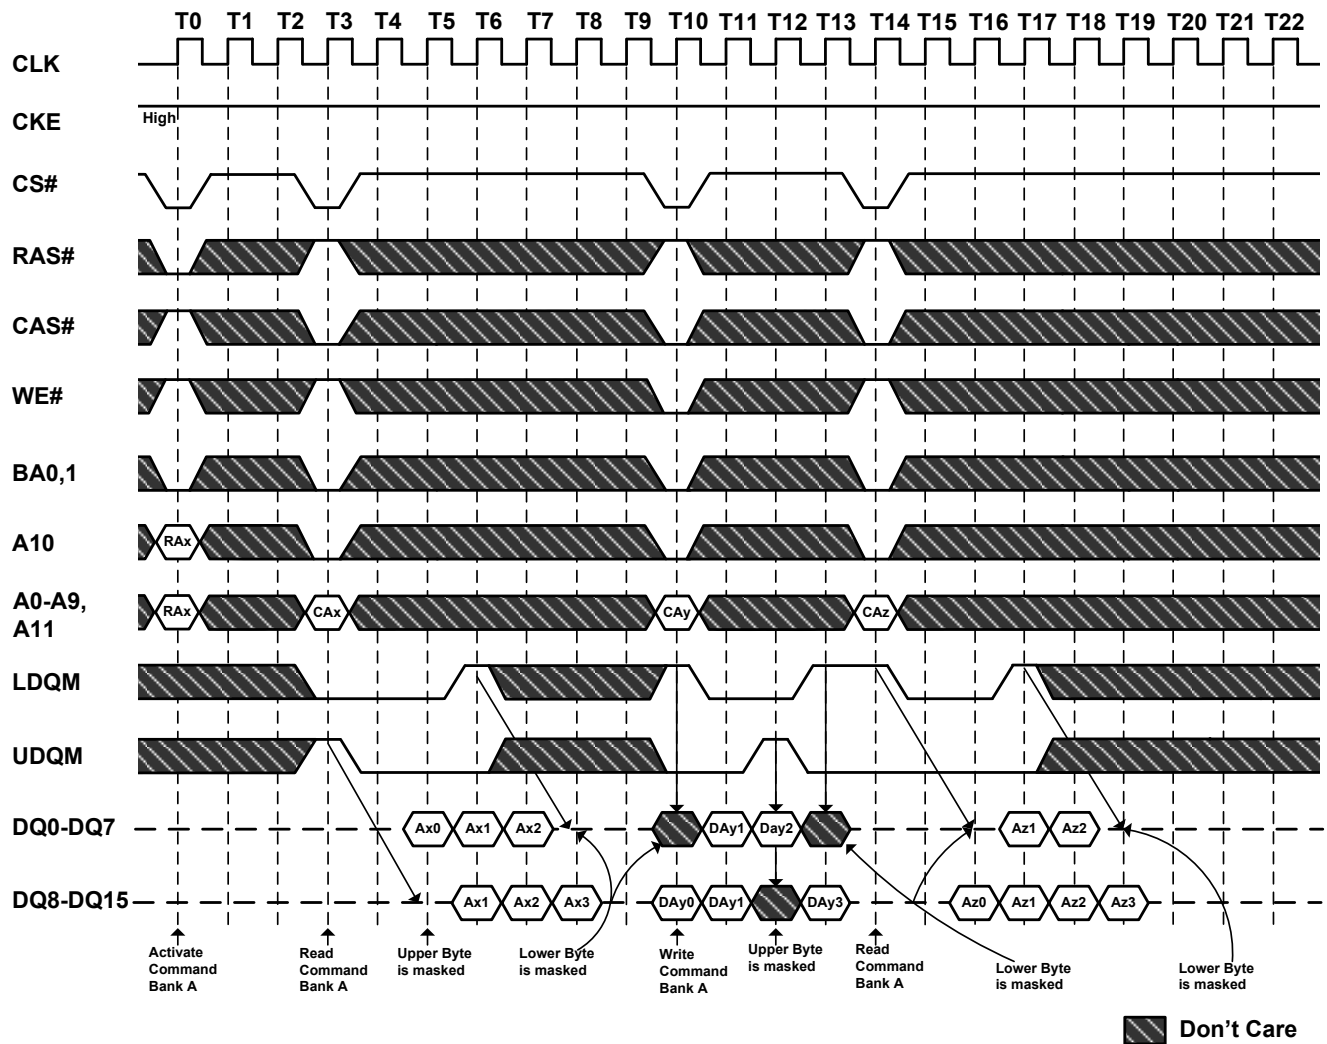 T0 T1 T2 T3 T4 T5 T6 T7 T8 T9 T10 T11 T12 T13 T14 T15 T16 T17 T18 T19 T20 T21 T22
CLK
CKE
High
CS#
RAS#
CAS#
WE#
BA0,1
A10
RAx
A0-A9,
A11
RAx CAx CAy CAz
LDQM
UDQM
DQ0-DQ7
Ax0 Ax1 Ax2 DAy1 Day2 Az1 Az2
DQ8-DQ15
Ax1 Ax2 Ax3 DAy0 DAy1 DAy3 Az0 Az1 Az2 Az3
Activate
Command
Bank A
Read
Command
Bank A
Upper Byte
is masked
Lower Byte
is masked
Write
Command
Bank A
Upper Byte
is masked
Read
Command
Bank A
Lower Byte
is masked
Lower Byte
is masked
Don't Care